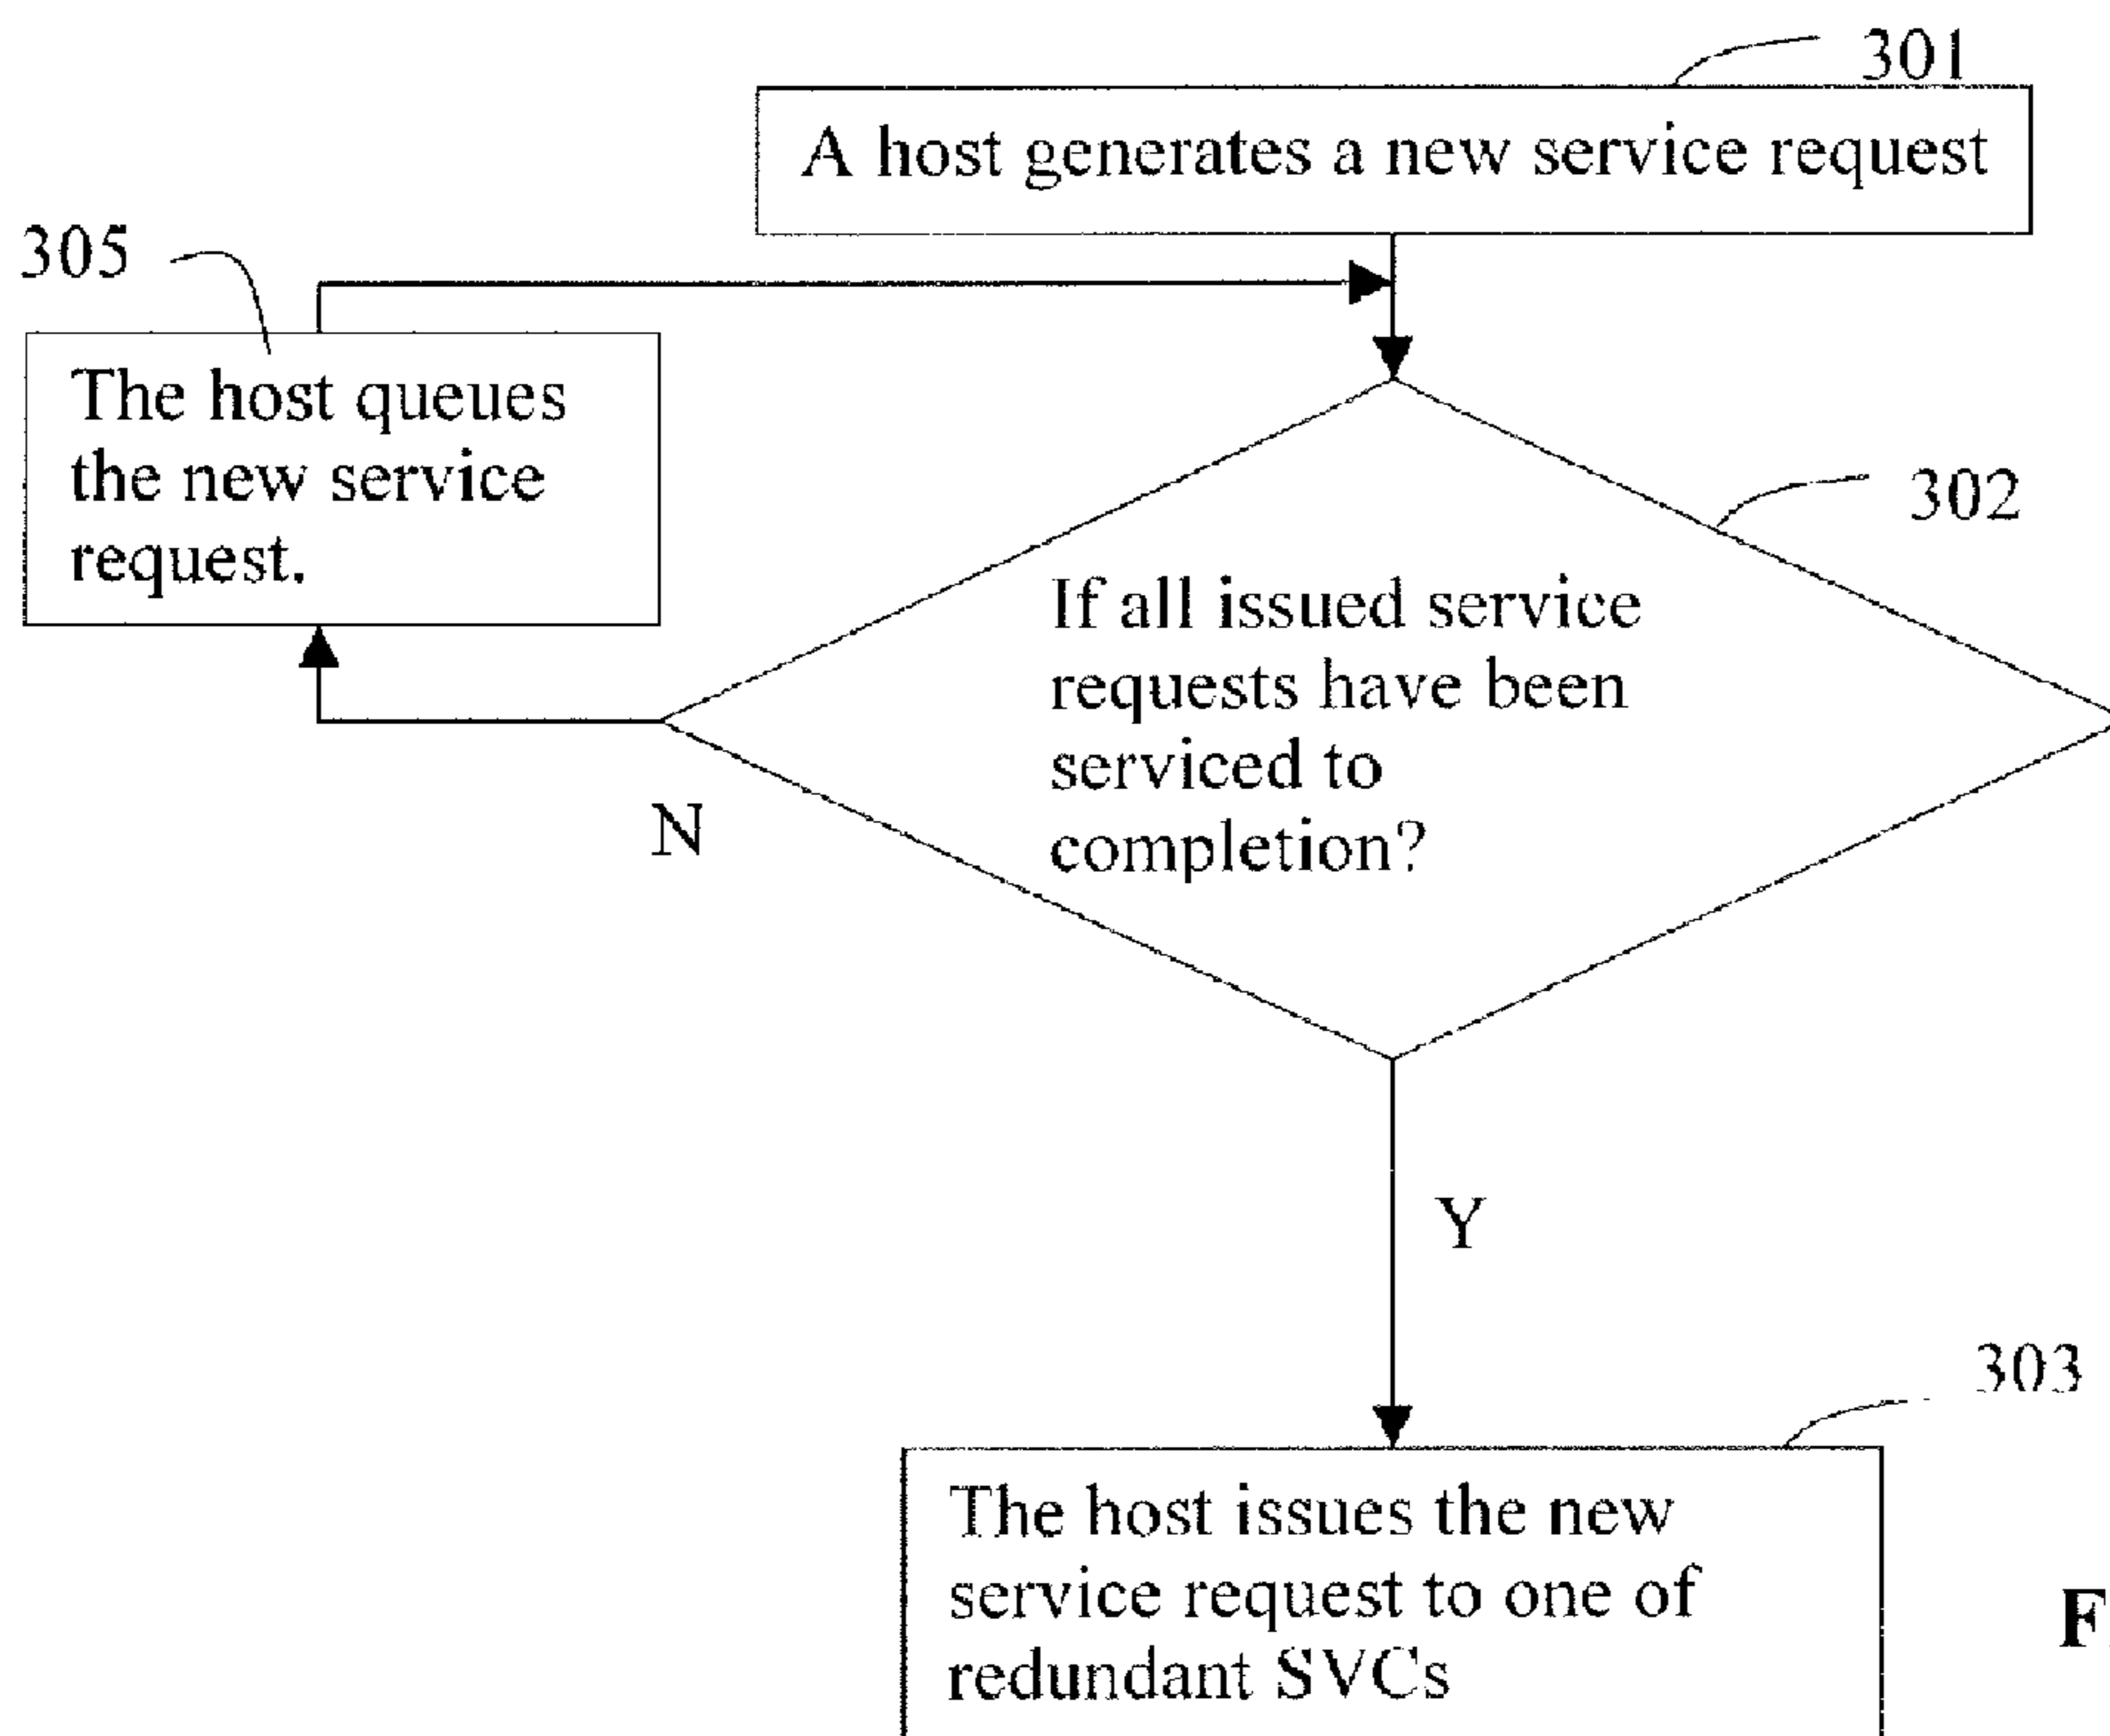 301
A host generates a new service request
305
The host queues
the new service
request.
302
If all issued service
requests have been
serviced to
completion?
N
Y
303
The host issues the new
service request to one of
redundant SVCs